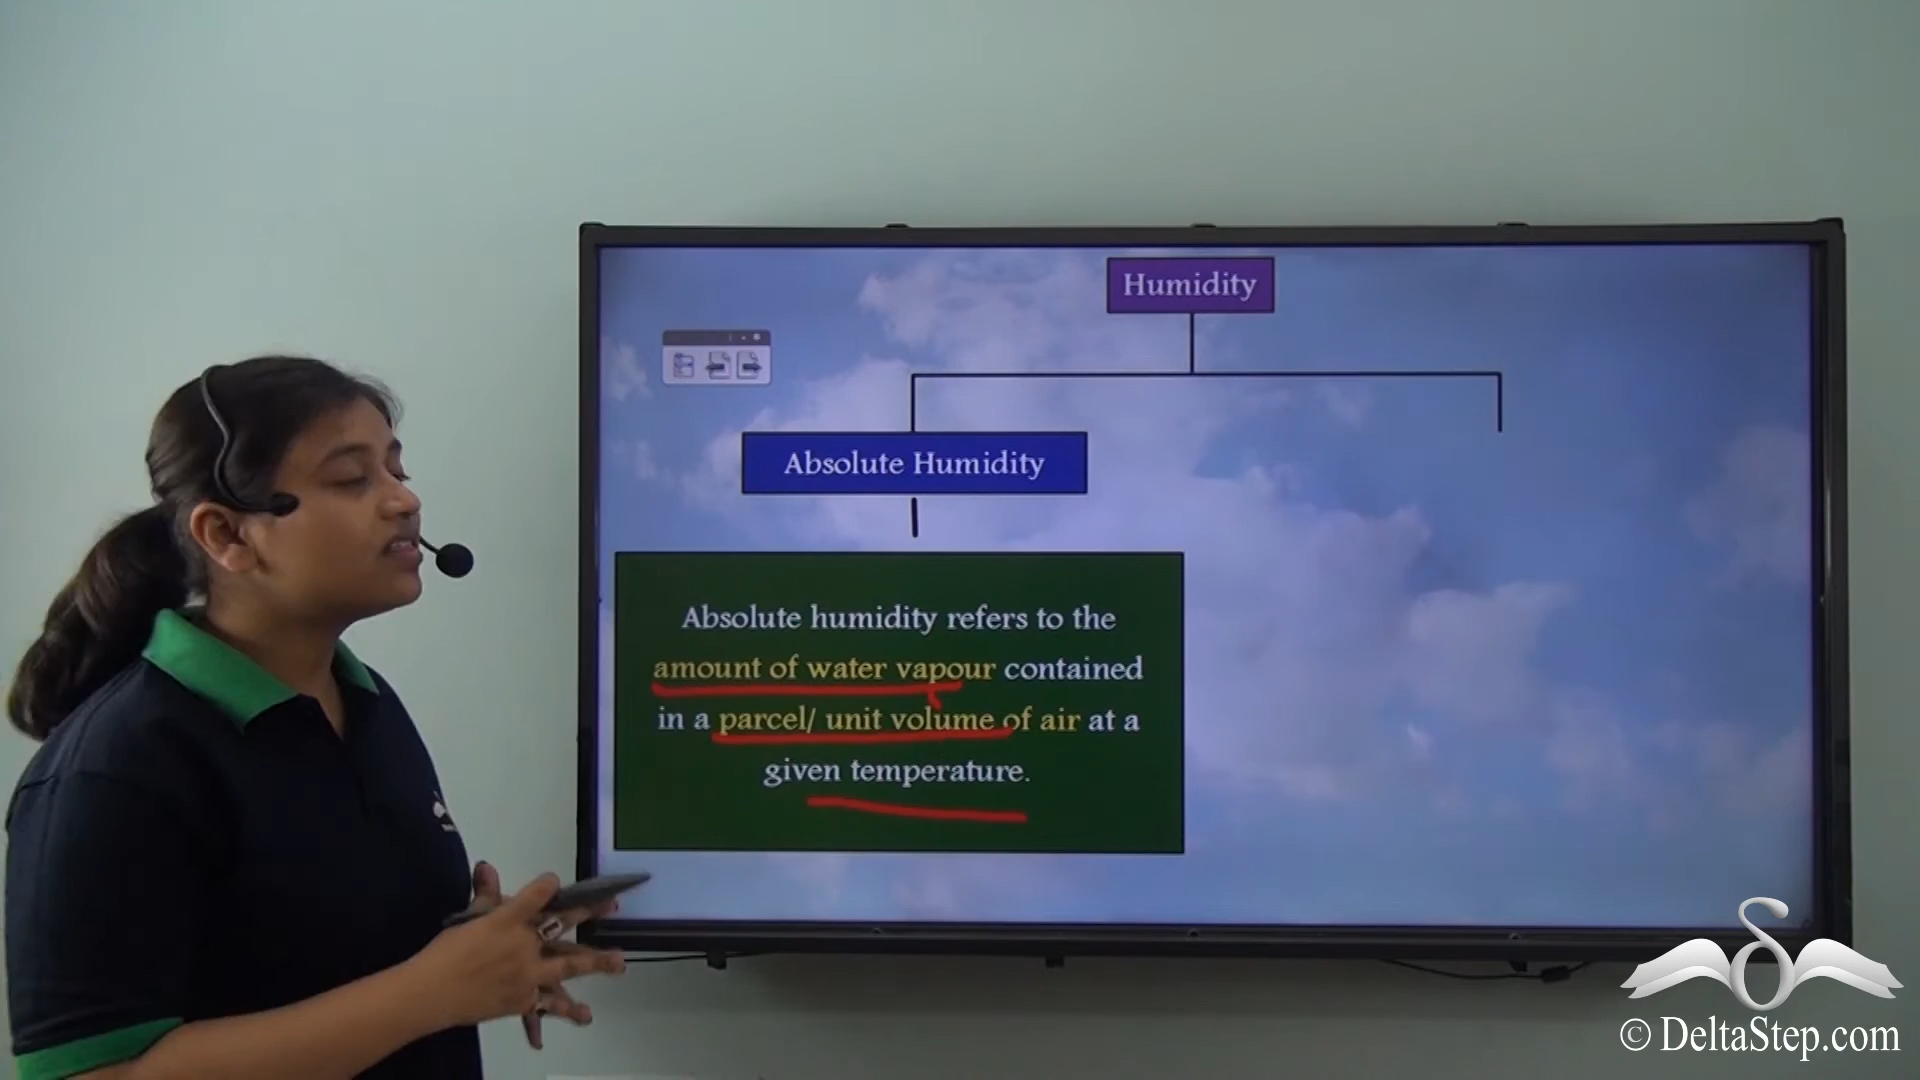 Humidity
Absolute Humidity
Absolute humidity refers to the
amount of water vapour contained
in a parcel/ unit volume of air at a
given temperature.
© DeltaStep.com